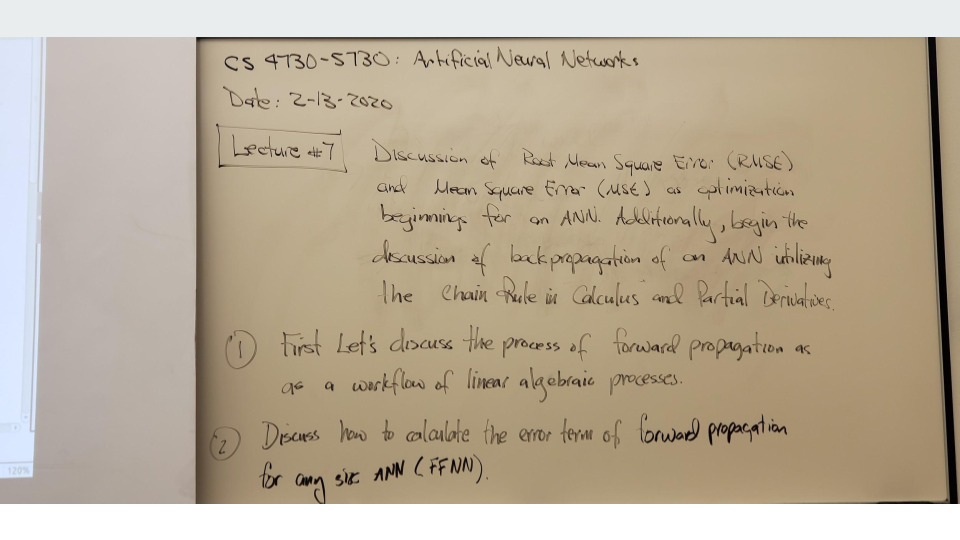 CS 4730-5730: Artificial Neural Networks
Date: 2-13-2020
Lecture #7
Discussion of Root Mean Square Error (RMSE)
and Mean Square Error (MSE) as optimization
beginnings for an ANN. Additionally, begin the
discussion of backpropagation of an ANN utilizing
the Chain Rule in Calculus and Partial Derivatives.
1 First Let's discuss the process of forward propagation as
as a workflow of linear algebraic processes.
2 Discuss how to calculate the error term of forward propagation
for any size ANN (FFNN).
120%